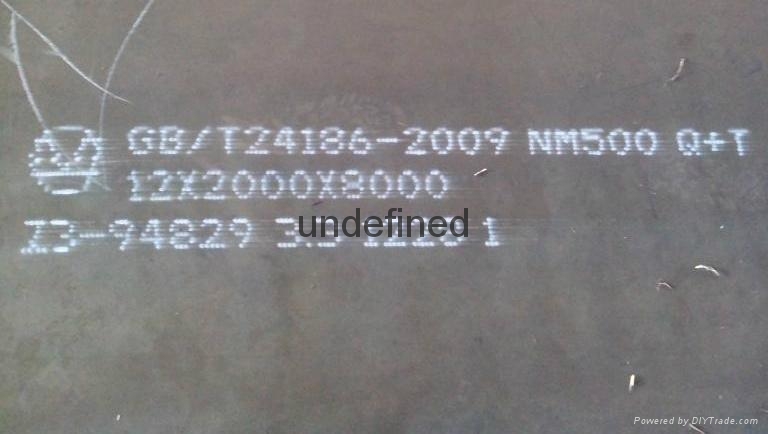 GB/T24186-2009 NM500 Q+T
12X2000X8000
undefined
Powered by DIYTrade.com